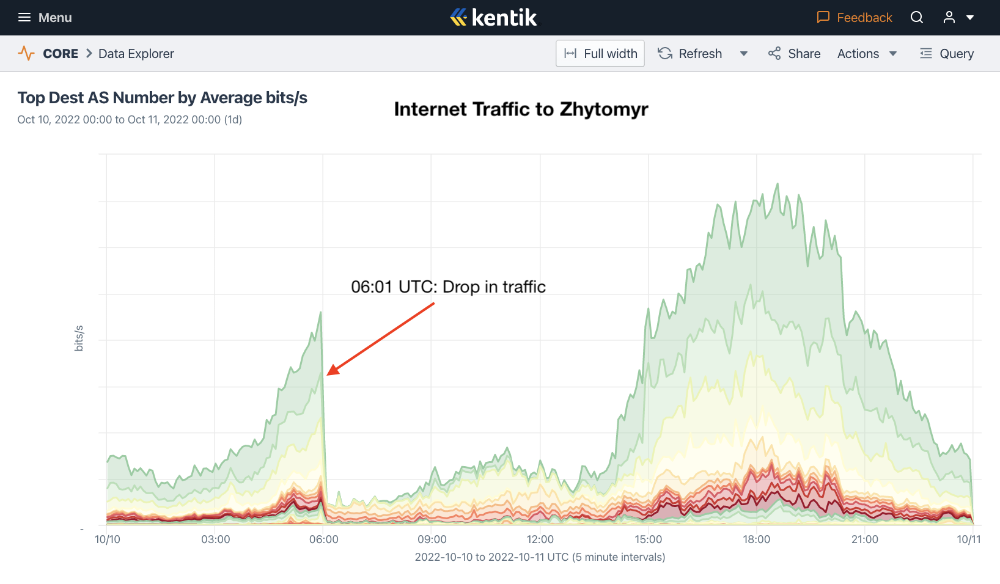 Menu
kentik
Feedback
CORE > Data Explorer
Full width
Refresh
Share
Actions
Query
Top Dest AS Number by Average bits/s
Oct 10, 2022 00:00 to Oct 11, 2022 00:00 (1d)
Internet Traffic to Zhytomyr
06:01 UTC: Drop in traffic
bits/s
-
10/10 03:00 06:00 09:00 12:00 15:00 18:00 21:00 10/11
2022-10-10 to 2022-10-11 UTC (5 minute intervals)